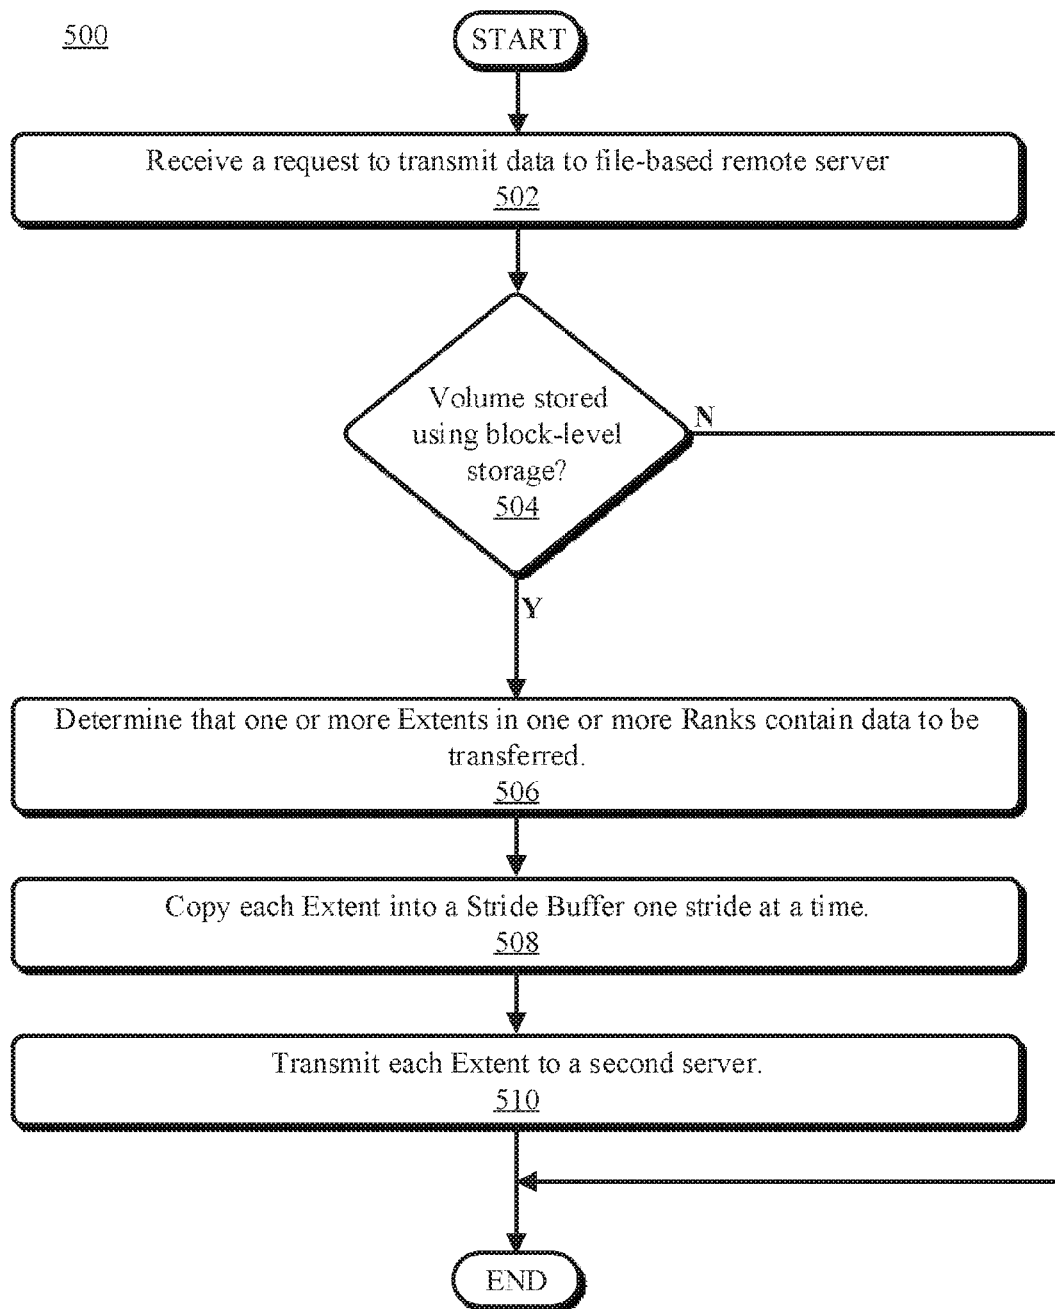 500
START
Receive a request to transmit data to file-based remote server
502
Volume stored
using block-level
storage?
504
N
Y
Determine that one or more Extents in one or more Ranks contain data to be
transferred.
506
Copy each Extent into a Stride Buffer one stride at a time.
508
Transmit each Extent to a second server.
510
END